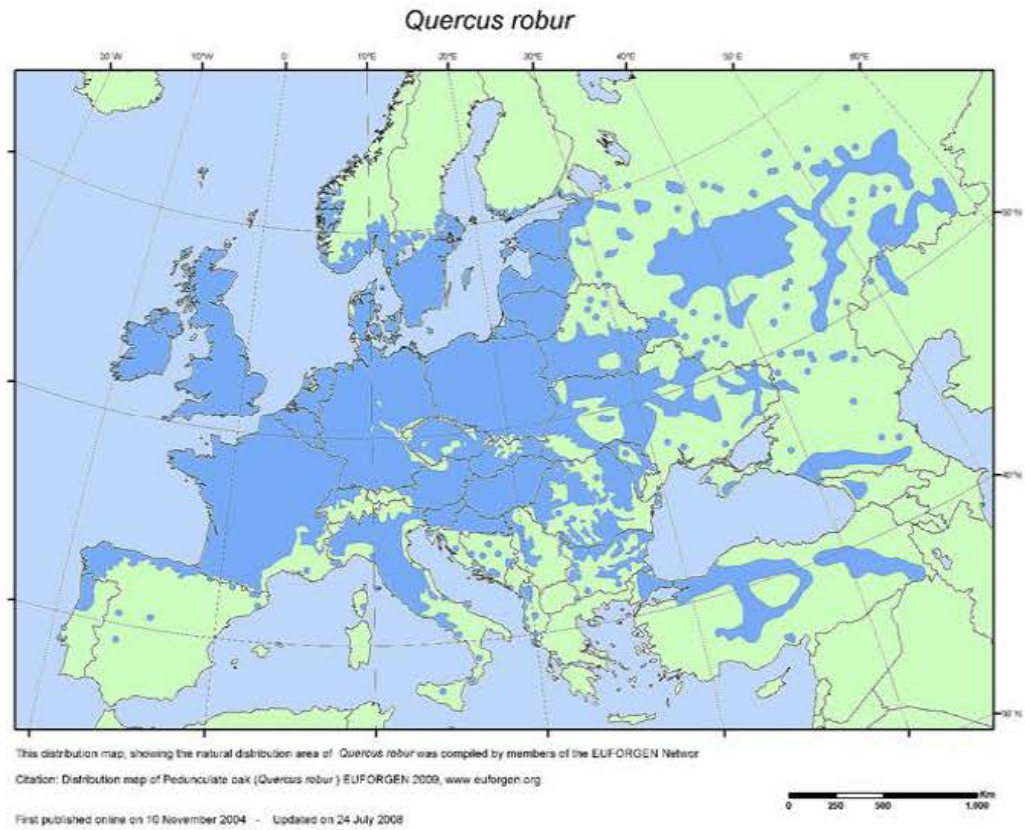 Quercus robur
20°W 10°W 0° 10°E 20°E 30°E 40°E 50°E 60°E
50°N
40°N
30°N
This distribution map, showing the natural distribution area of Quercus robur was compiled by members of the EUFORGEN Networ
Citation: Distribution map of Pedunculate oak (Quercus robur ) EUFORGEN 2009, www.euforgen.org
Km
0 250 500 1.000
First published online on 10 November 2004 - Updated on 24 July 2008